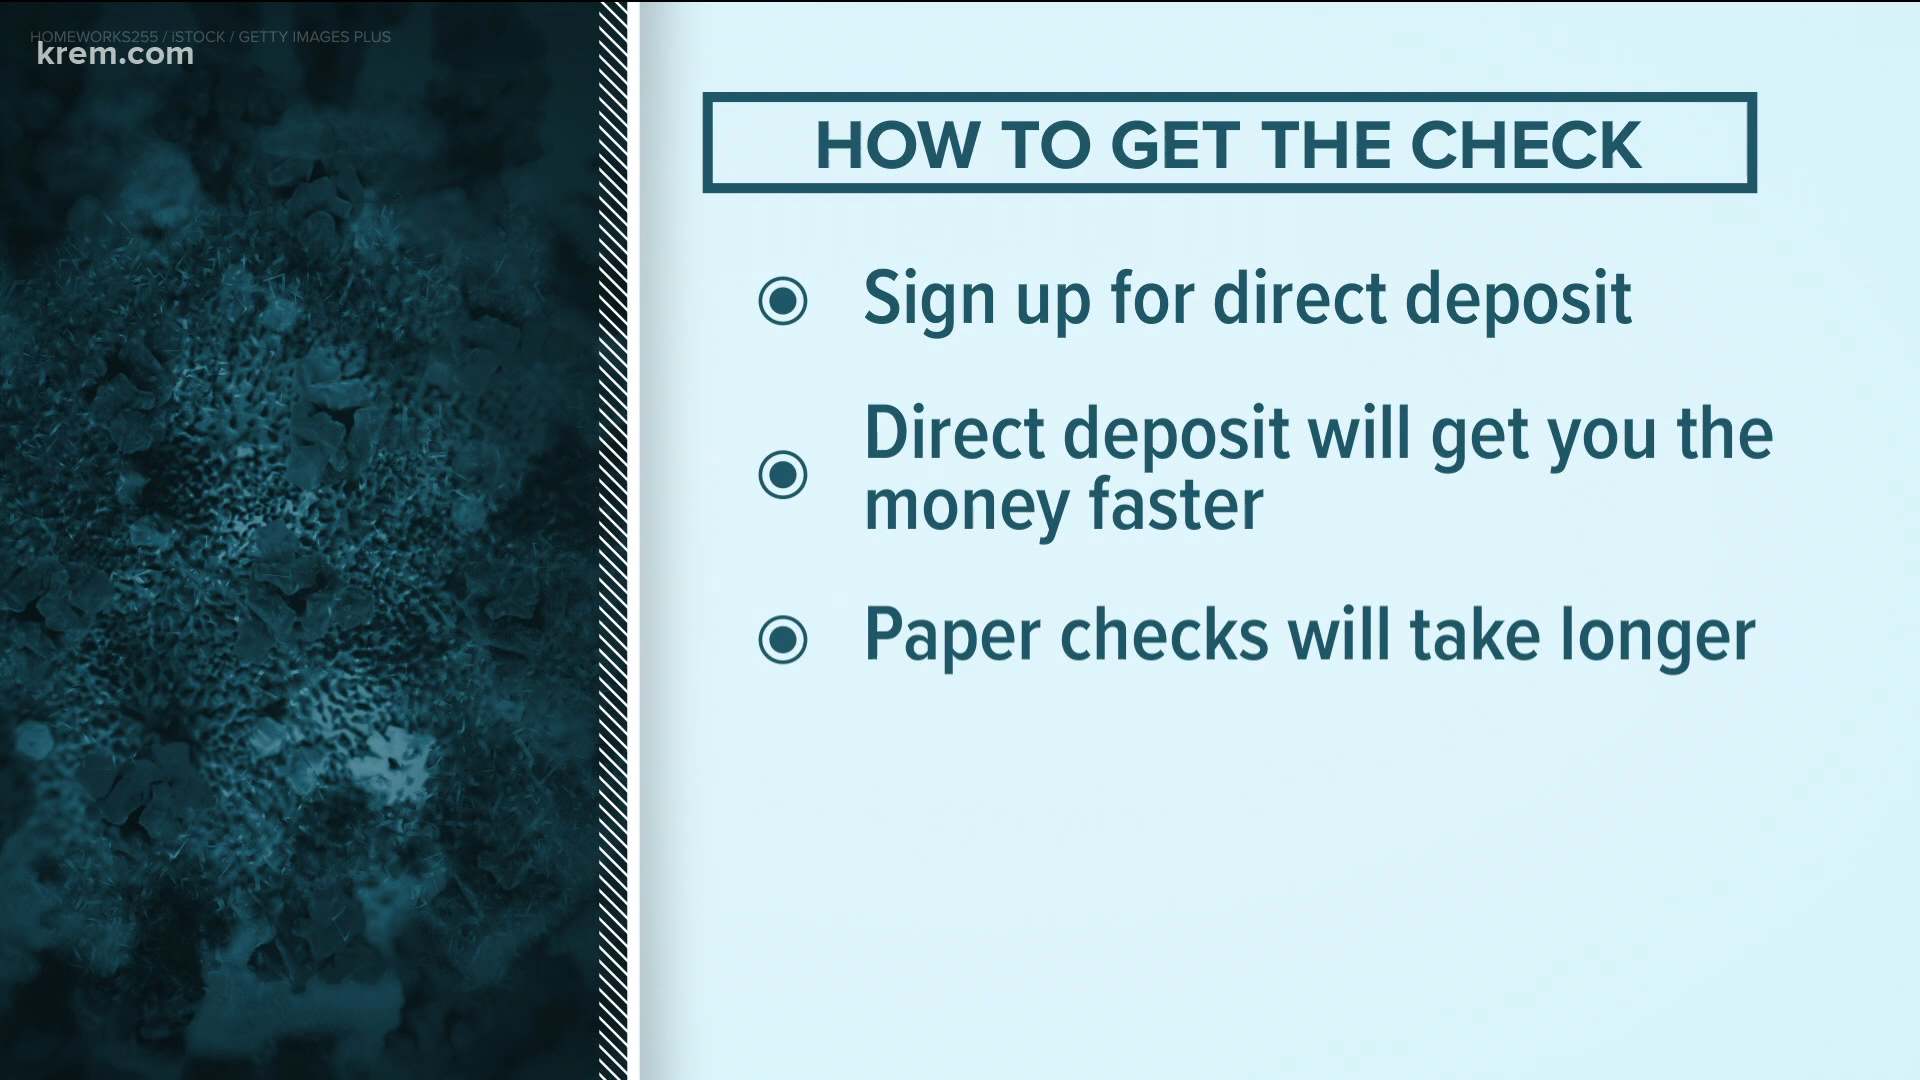 HOMEWORKS255 / iSTOCK / GETTY IMAGES PLUS
krem.com
HOW TO GET THE CHECK
Sign up for direct deposit
Direct deposit will get you the
money faster
Paper checks will take longer